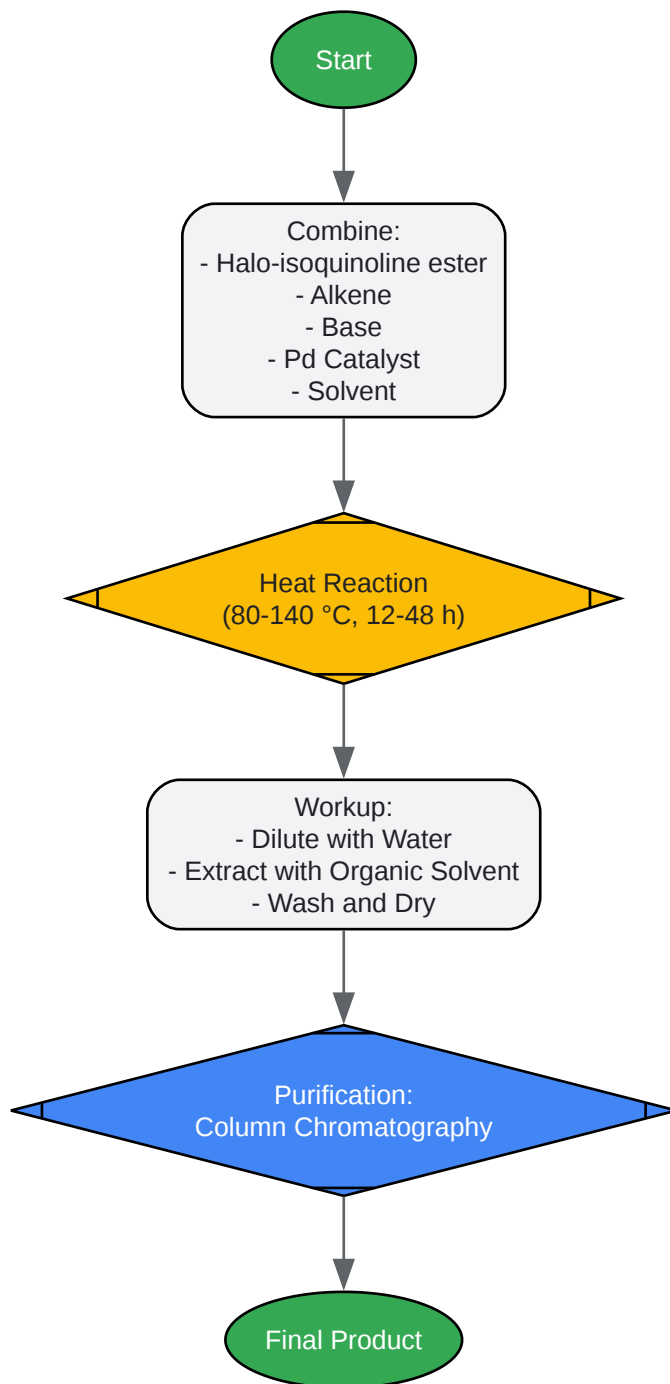 Start
Combine:
- Halo-isoquinoline ester
- Alkene
- Base
- Pd Catalyst
- Solvent
Heat Reaction
(80-140 °C, 12-48 h)
Workup:
- Dilute with Water
- Extract with Organic Solvent
- Wash and Dry
Purification:
Column Chromatography
Final Product